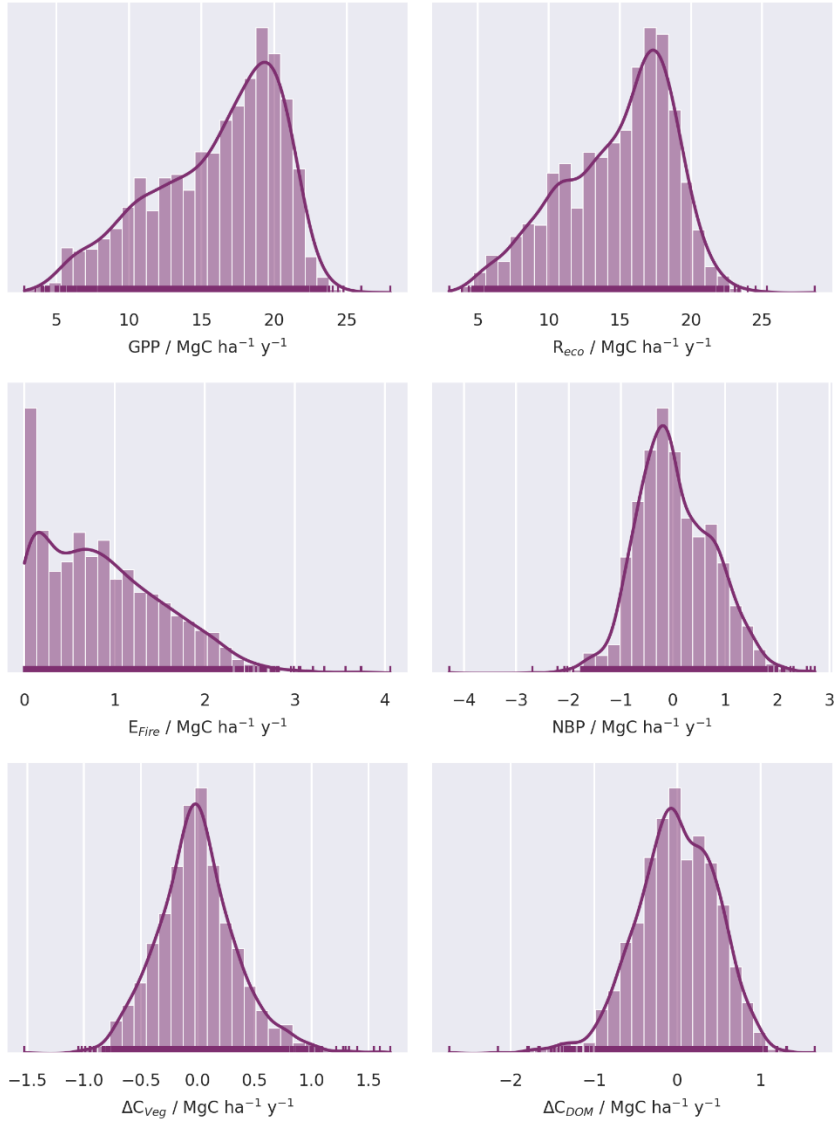 5 10 15 20 25
GPP / MgC ha⁻¹ y⁻¹
5 10 15 20 25
R_eco / MgC ha⁻¹ y⁻¹
0 1 2 3 4
E_Fire / MgC ha⁻¹ y⁻¹
−4 −3 −2 −1 0 1 2 3
NBP / MgC ha⁻¹ y⁻¹
−1.5 −1.0 −0.5 0.0 0.5 1.0 1.5
ΔC_Veg / MgC ha⁻¹ y⁻¹
−2 −1 0 1
ΔC_DOM / MgC ha⁻¹ y⁻¹